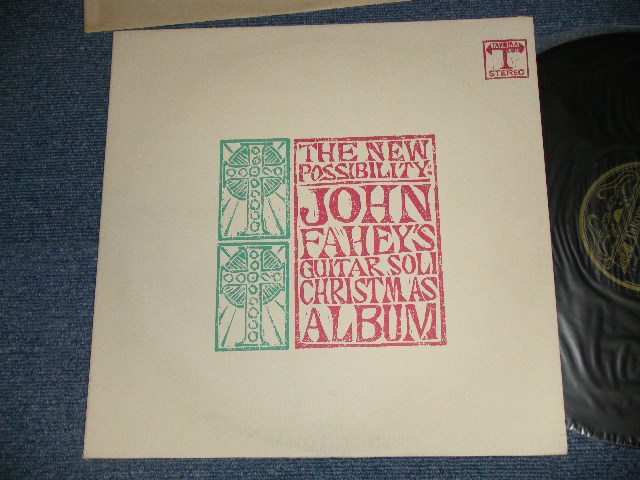 TAKOMA
T
STEREO
THE NEW
POSSIBILITY:
JOHN
FAHEY'S
GUITAR SOLI
CHRISTMAS
ALBUM